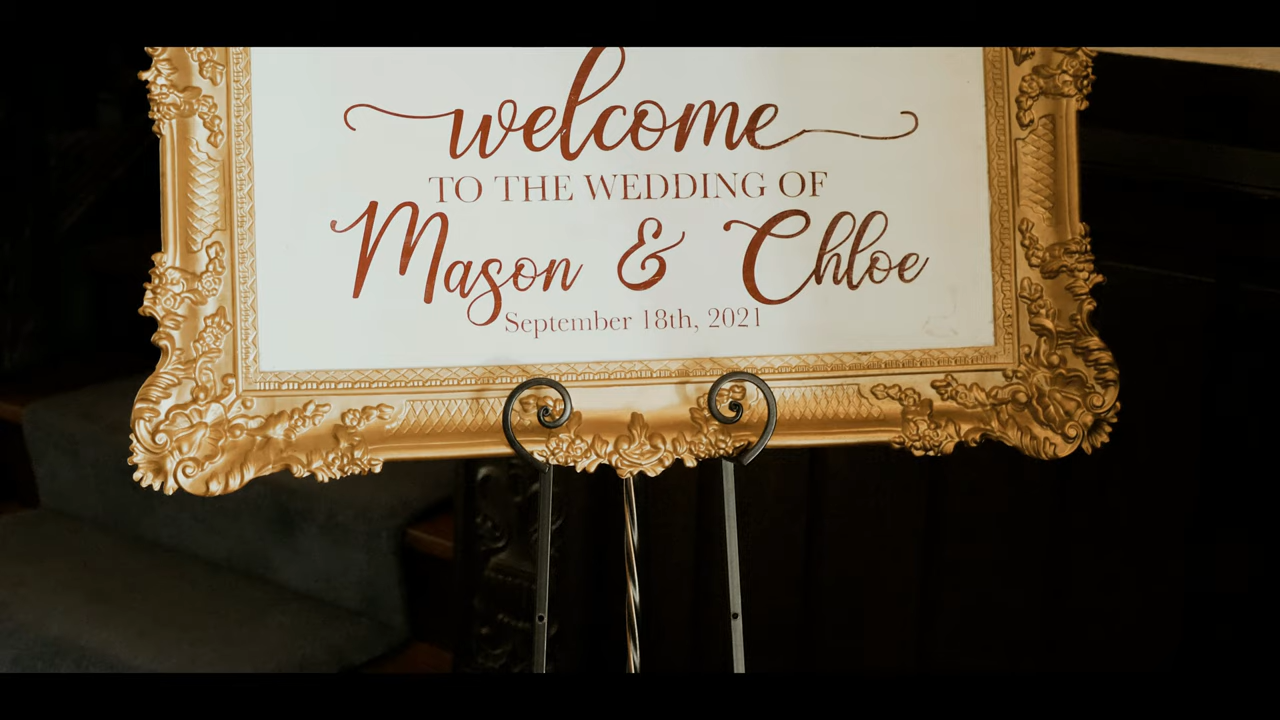 welcome
TO THE WEDDING OF
Mason & Chloe
September 18th, 2021